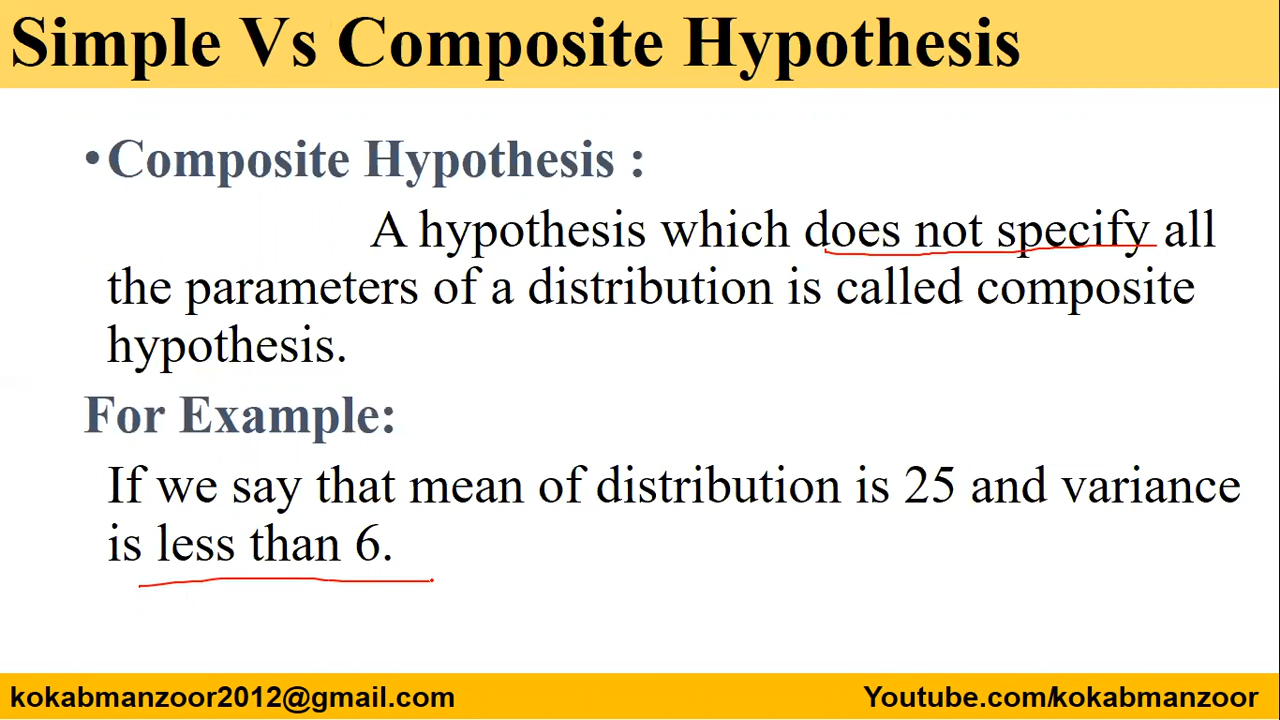 Simple Vs Composite Hypothesis
•Composite Hypothesis :
A hypothesis which does not specify all
the parameters of a distribution is called composite
hypothesis.
For Example:
If we say that mean of distribution is 25 and variance
is less than 6.
kokabmanzoor2012@gmail.com
Youtube.com/kokabmanzoor